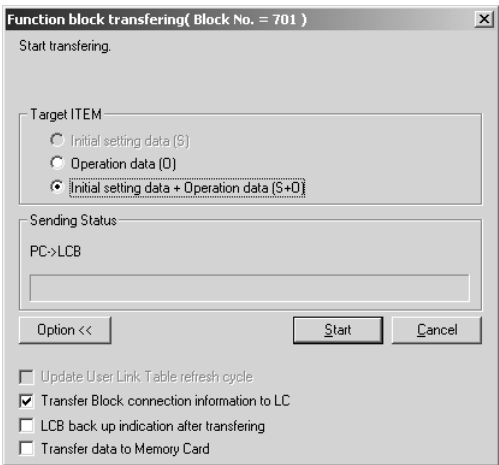 Function block transfering( Block No. = 701 )
Start transfering.
Target ITEM
Initial setting data (S)
Operation data (O)
Initial setting data + Operation data (S+O)
Sending Status
PC->LCB
Option <<
Start
Cancel
Update User Link Table refresh cycle
Transfer Block connection information to LC
LCB back up indication after transfering
Transfer data to Memory Card